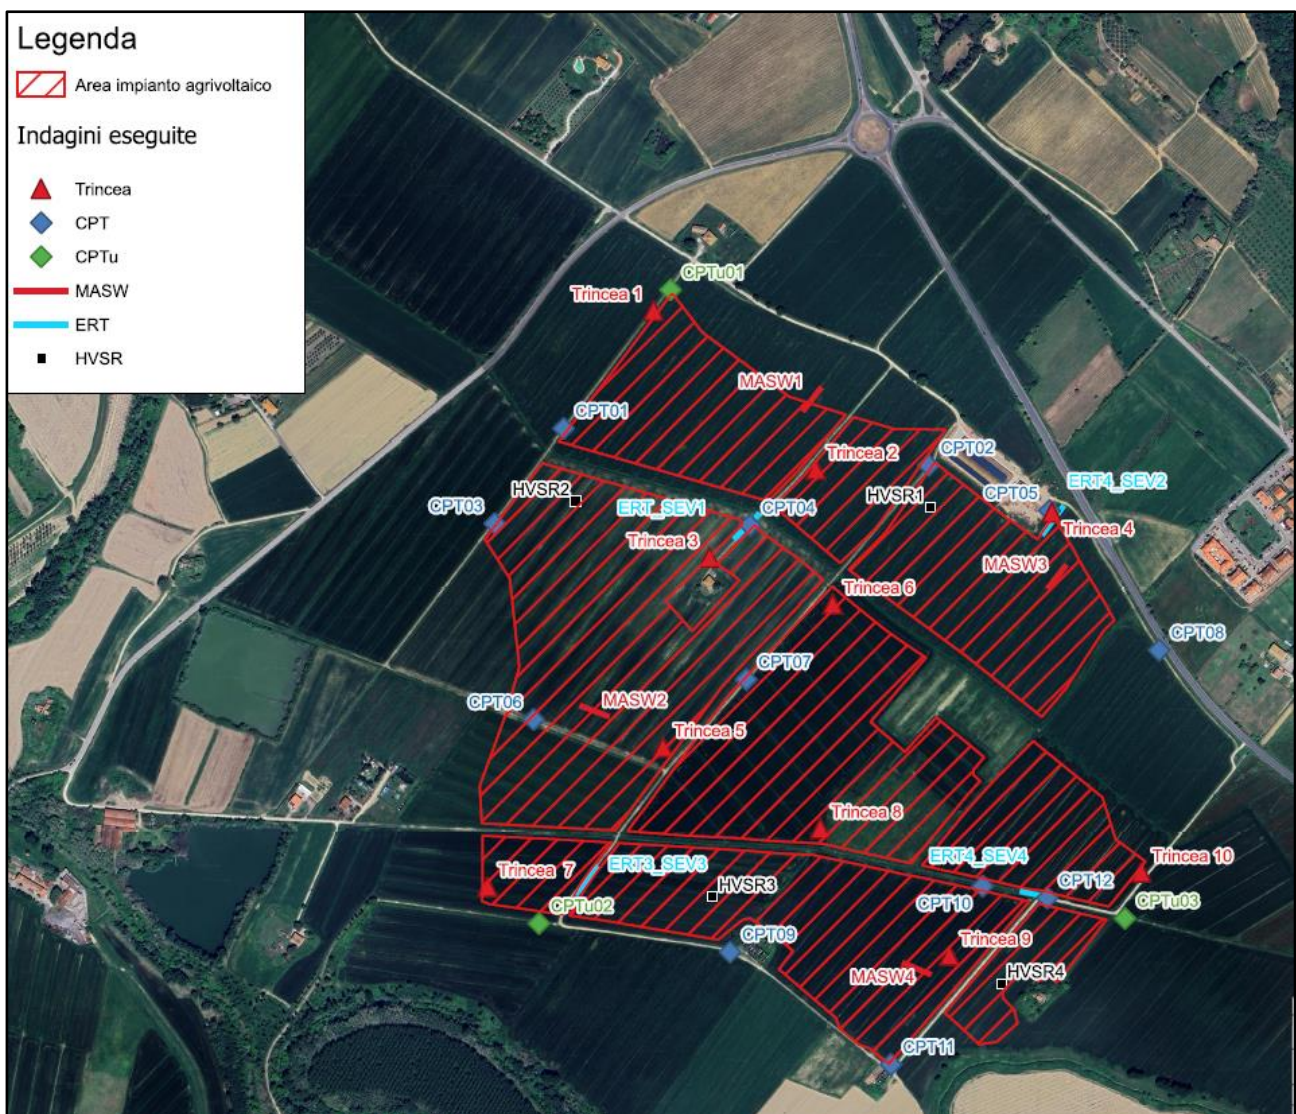 Legenda
Area impianto agrivoltaico
Indagini eseguite
Trincea
CPT
CPTu
MASW
ERT
HVSR
CPTu01
Trincea 1
MASW1
CPT01
Trincea 2
CPT02
HVSR2
HVSR1
CPT05
ERT4_SEV2
CPT03
ERT_SEV1
CPT04
Trincea 4
Trincea 3
MASW3
Trincea 6
CPT08
CPT07
CPT06
MASW2
Trincea 5
Trincea 8
ERT3_SEV3
ERT4_SEV4
Trincea 10
Trincea 7
HVSR3
CPT10
CPT12
CPTu02
CPTu03
CPT09
Trincea 9
MASW4
HVSR4
CPT11